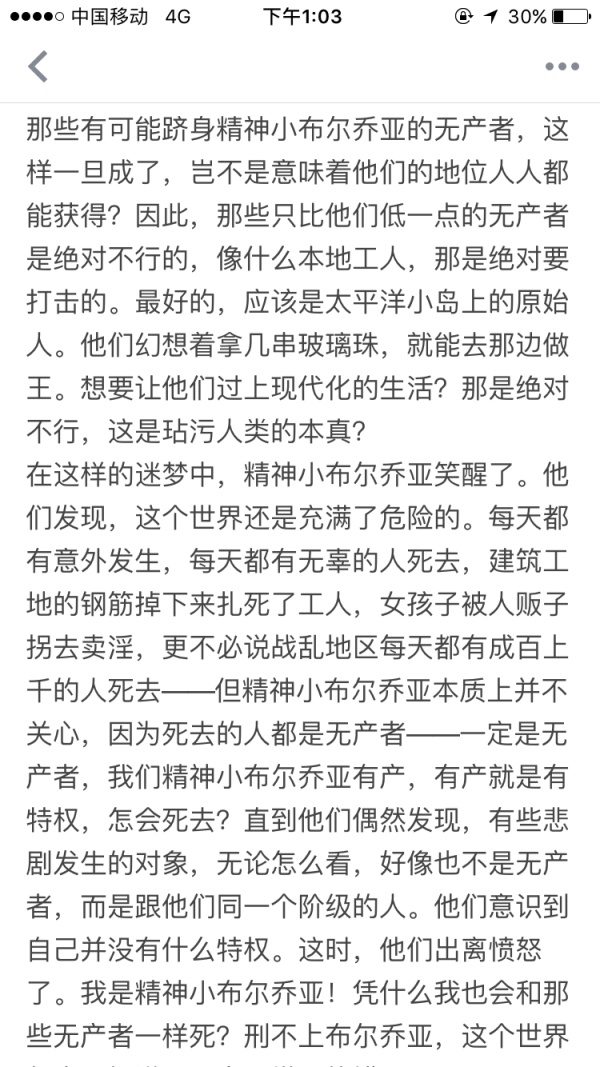 中国移动 4G 下午1:03 30%
那些有可能跻身精神小布尔乔亚的无产者，这
样一旦成了，岂不是意味着他们的地位人人都
能获得？因此，那些只比他们低一点的无产者
是绝对不行的，像什么本地工人，那是绝对要
打击的。最好的，应该是太平洋小岛上的原始
人。他们幻想着拿几串玻璃珠，就能去那边做
王。想要让他们过上现代化的生活？那是绝对
不行，这是玷污人类的本真？
在这样的迷梦中，精神小布尔乔亚笑醒了。他
们发现，这个世界还是充满了危险的。每天都
有意外发生，每天都有无辜的人死去，建筑工
地的钢筋掉下来扎死了工人，女孩子被人贩子
拐去卖淫，更不必说战乱地区每天都有成百上
千的人死去——但精神小布尔乔亚本质上并不
关心，因为死去的人都是无产者——一定是无
产者，我们精神小布尔乔亚有产，有产就是有
特权，怎会死去？直到他们偶然发现，有些悲
剧发生的对象，无论怎么看，好像也不是无产
者，而是跟他们同一个阶级的人。他们意识到
自己并没有什么特权。这时，他们出离愤怒
了。我是精神小布尔乔亚！凭什么我也会和那
些无产者一样死？刑不上布尔乔亚，这个世界